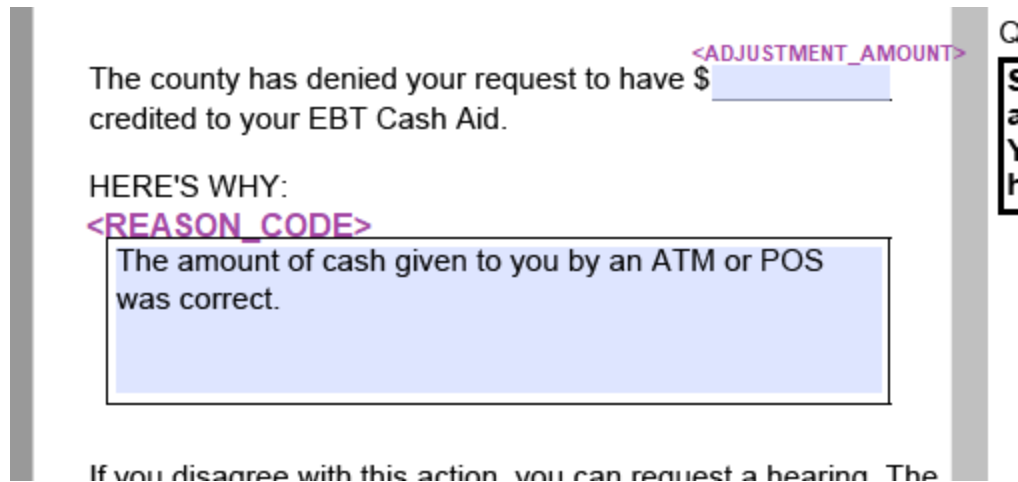 <ADJUSTMENT_AMOUNT>
The county has denied your request to have $
credited to your EBT Cash Aid.
HERE'S WHY:
<REASON_CODE>
The amount of cash given to you by an ATM or POS
was correct.
If you disagree with this action, you can request a hearing. The